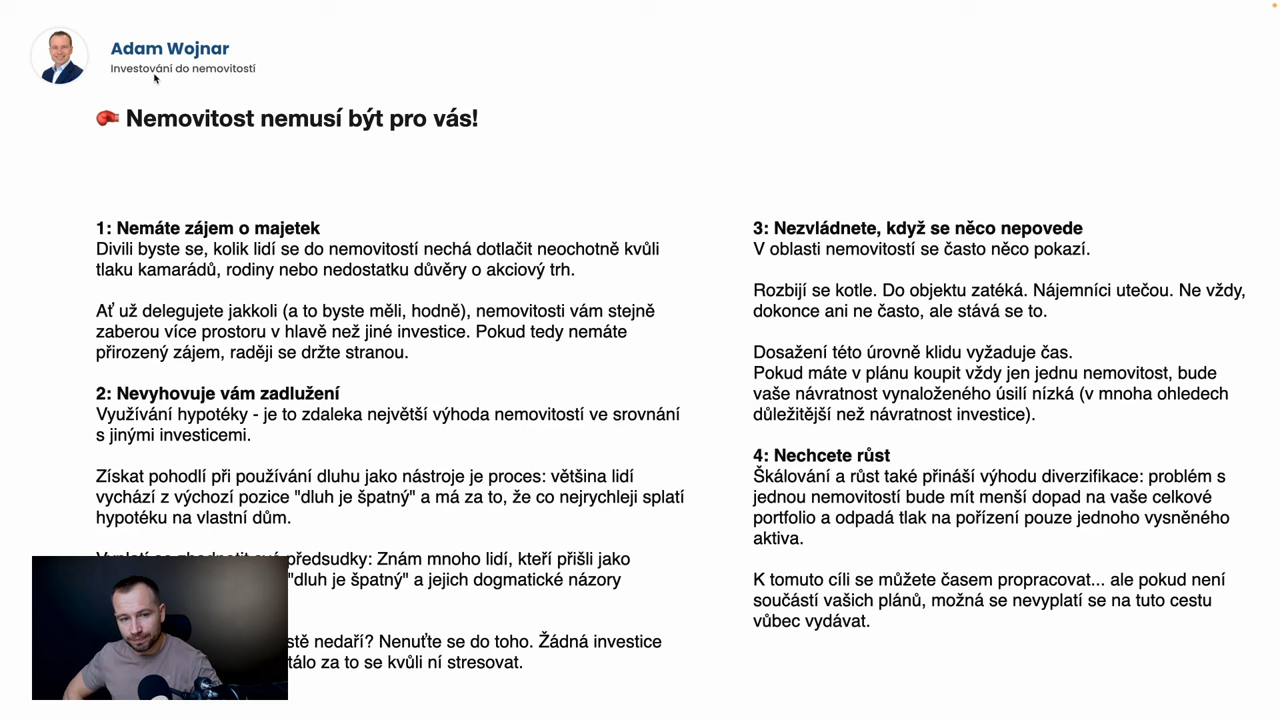 Adam Wojnar
Investování do nemovitostí
Nemovitost nemusí být pro vás!
1: Nemáte zájem o majetek
Divili byste se, kolik lidí se do nemovitostí nechá dotlačit neochotně kvůli
tlaku kamarádů, rodiny nebo nedostatku důvěry o akciový trh.
Ať už delegujete jakkoli (a to byste měli, hodně), nemovitosti vám stejně
zaberou více prostoru v hlavě než jiné investice. Pokud tedy nemáte
přirozený zájem, raději se držte stranou.
2: Nevyhovuje vám zadlužení
Využívání hypotéky - je to zdaleka největší výhoda nemovitostí ve srovnání
s jinými investicemi.
Získat pohodlí při používání dluhu jako nástroje je proces: většina lidí
vychází z výchozí pozice "dluh je špatný" a má za to, že co nejrychleji splatí
hypotéku na vlastní dům.
předsudky: Znám mnoho lidí, kteří přišli jako
"dluh je špatný" a jejich dogmatické názory
nedaří? Nenuťte se do toho. Žádná investice
za to se kvůli ní stresovat.
3: Nezvládnete, když se něco nepovede
V oblasti nemovitostí se často něco pokazí.
Rozbijí se kotle. Do objektu zatéká. Nájemníci utečou. Ne vždy,
dokonce ani ne často, ale stává se to.
Dosažení této úrovně klidu vyžaduje čas.
Pokud máte v plánu koupit vždy jen jednu nemovitost, bude
vaše návratnost vynaloženého úsilí nízká (v mnoha ohledech
důležitější než návratnost investice).
4: Nechcete růst
Škálování a růst také přináší výhodu diverzifikace: problém s
jednou nemovitostí bude mít menší dopad na vaše celkové
portfolio a odpadá tlak na pořízení pouze jednoho vysněného
aktiva.
K tomuto cíli se můžete časem propracovat... ale pokud není
součástí vašich plánů, možná se nevyplatí se na tuto cestu
vůbec vydávat.